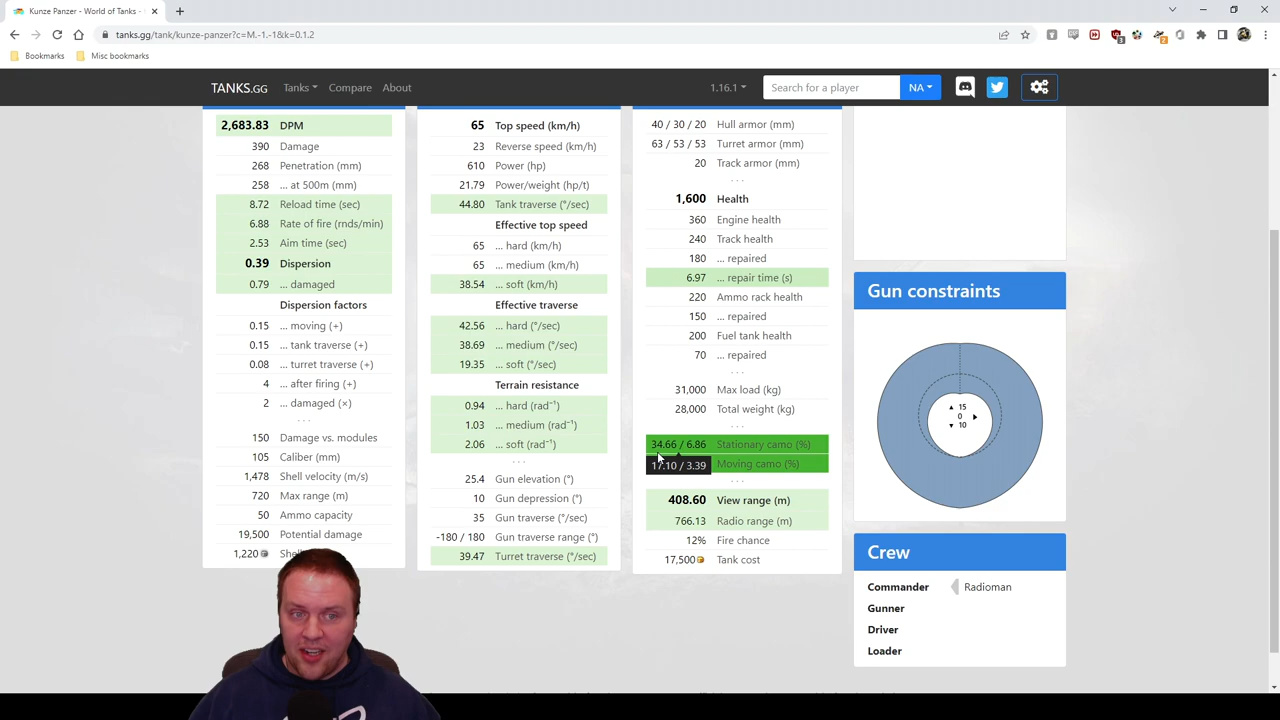 Kunze Panzer - World of Tanks -
tanks.gg/tank/kunze-panzer?c=M.-1.-1&k=0.1.2
3
2
Bookmarks Misc bookmarks
TANKS.GG Tanks Compare About 1.16.1 Search for a player NA
2,683.83 DPM
390 Damage
268 Penetration (mm)
258 ... at 500m (mm)
8.72 Reload time (sec)
6.88 Rate of fire (rnds/min)
2.53 Aim time (sec)
0.39 Dispersion
0.79 ... damaged
Dispersion factors
0.15 ... moving (+)
0.15 ... tank traverse (+)
0.08 ... turret traverse (+)
4 ... after firing (+)
2 ... damaged (×)
. . .
150 Damage vs. modules
105 Caliber (mm)
1,478 Shell velocity (m/s)
720 Max range (m)
50 Ammo capacity
19,500 Potential damage
1,220
65 Top speed (km/h)
23 Reverse speed (km/h)
610 Power (hp)
21.79 Power/weight (hp/t)
44.80 Tank traverse (°/sec)
Effective top speed
65 ... hard (km/h)
65 ... medium (km/h)
38.54 ... soft (km/h)
Effective traverse
42.56 ... hard (°/sec)
38.69 ... medium (°/sec)
19.35 ... soft (°/sec)
Terrain resistance
0.94 ... hard (rad⁻¹)
1.03 ... medium (rad⁻¹)
2.06 ... soft (rad⁻¹)
. . .
25.4 Gun elevation (°)
10 Gun depression (°)
35 Gun traverse (°/sec)
-180 / 180 Gun traverse range (°)
39.47 Turret traverse (°/sec)
40 / 30 / 20 Hull armor (mm)
63 / 53 / 53 Turret armor (mm)
20 Track armor (mm)
. . .
1,600 Health
360 Engine health
240 Track health
180 ... repaired
6.97 ... repair time (s)
220 Ammo rack health
150 ... repaired
200 Fuel tank health
70 ... repaired
. . .
31,000 Max load (kg)
28,000 Total weight (kg)
. . .
34.66 / 6.86 Stationary camo (%)
17.10 / 3.39 Moving camo (%)
. . .
408.60 View range (m)
766.13 Radio range (m)
12% Fire chance
17,500 Tank cost
Gun constraints
15
0
10
Crew
Commander Radioman
Gunner
Driver
Loader